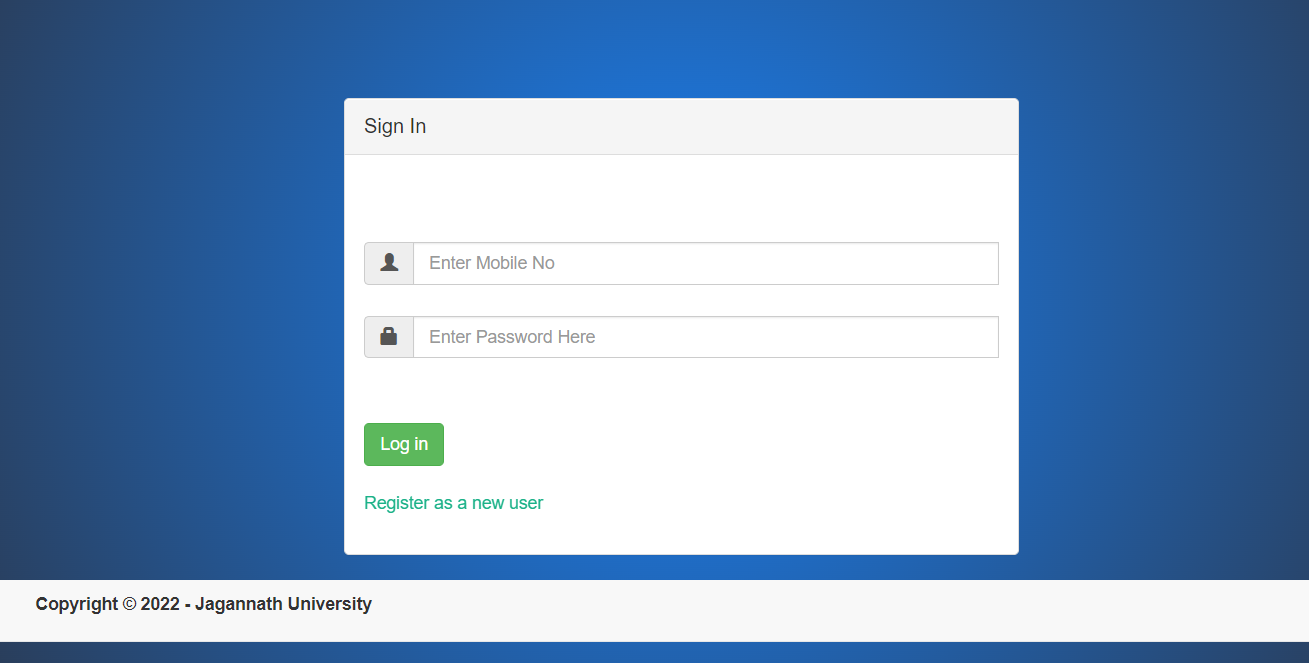 Sign In
Enter Mobile No
Enter Password Here
Log in
Register as a new user
Copyright © 2022 - Jagannath University